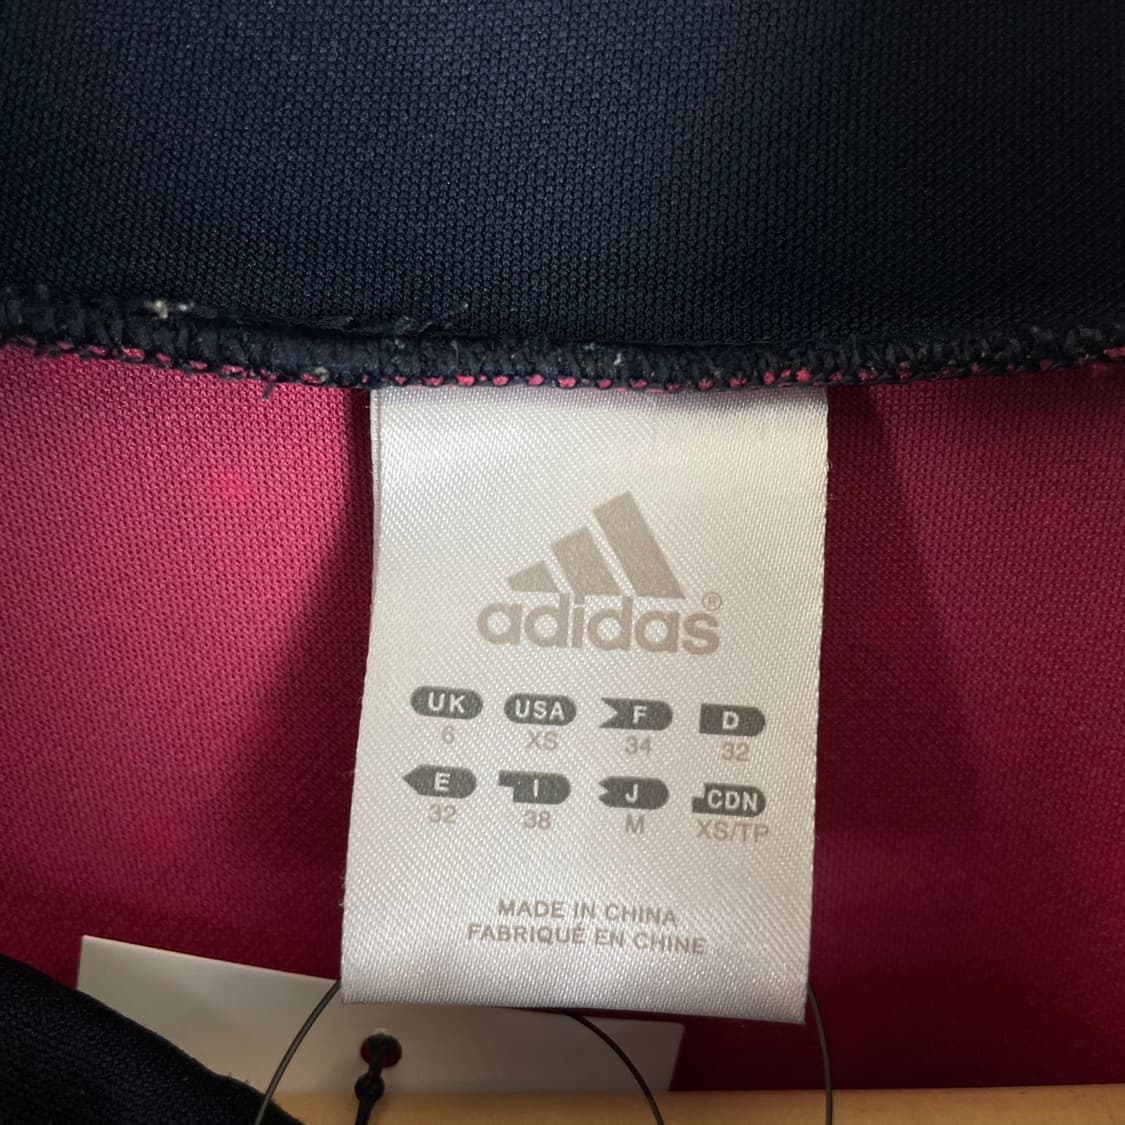 adidas®
UK USA F D
6 XS 34 32
E I J CDN
32 38 M XS/TP
MADE IN CHINA
FABRIQUÉ EN CHINE